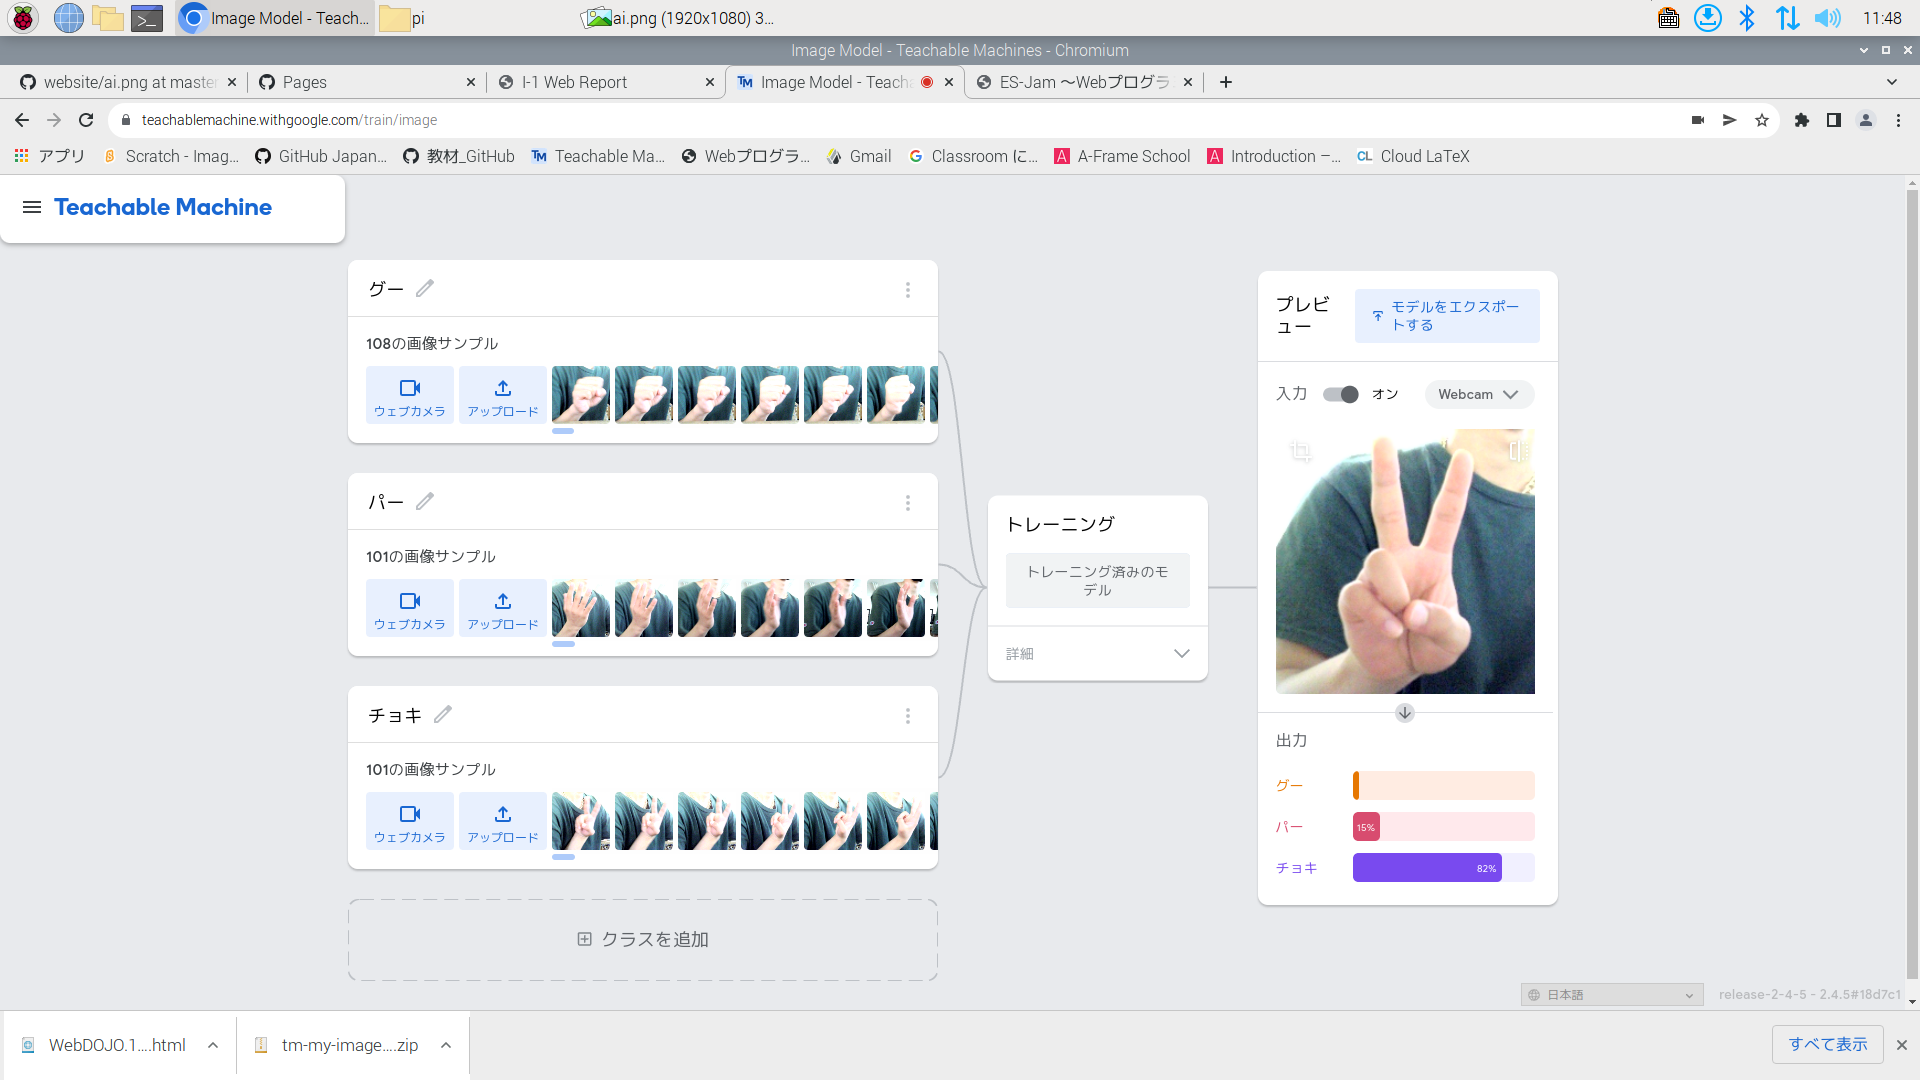 Image Model - Teach...
pi
ai.png (1920x1080) 3...
11:48
Image Model - Teachable Machines - Chromium
website/ai.png at master
Pages
I-1 Web Report
Image Model - Teach
ES-Jam 〜Webプログラ
teachablemachine.withgoogle.com/train/image
アプリ
Scratch - Imag...
GitHub Japan...
教材_GitHub
Teachable Ma...
Webプログラ...
Gmail
Classroom に...
A-Frame School
Introduction –...
Cloud LaTeX
Teachable Machine
グー
108の画像サンプル
ウェブカメラ
アップロード
パー
101の画像サンプル
ウェブカメラ
アップロード
チョキ
101の画像サンプル
ウェブカメラ
アップロード
クラスを追加
トレーニング
トレーニング済みのモ
デル
詳細
プレビ
ュー
モデルをエクスポー
トする
入力
オン
Webcam
出力
グー
パー
15%
チョキ
82%
日本語
release-2-4-5 - 2.4.5#18d7c1
WebDOJO.1....html
tm-my-image....zip
すべて表示